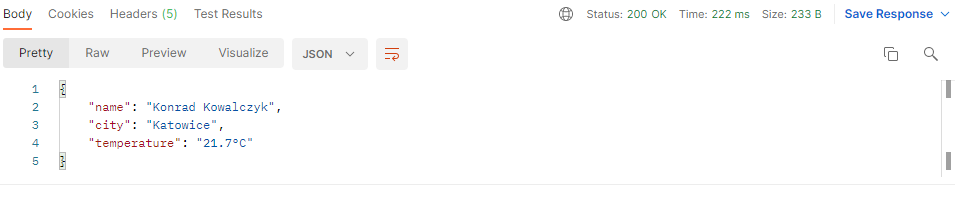 Body Cookies Headers (5) Test Results Status: 200 OK Time: 222 ms Size: 233 B Save Response
Pretty Raw Preview Visualize JSON
1 {
2 "name": "Konrad Kowalczyk",
3 "city": "Katowice",
4 "temperature": "21.7°C"
5 }